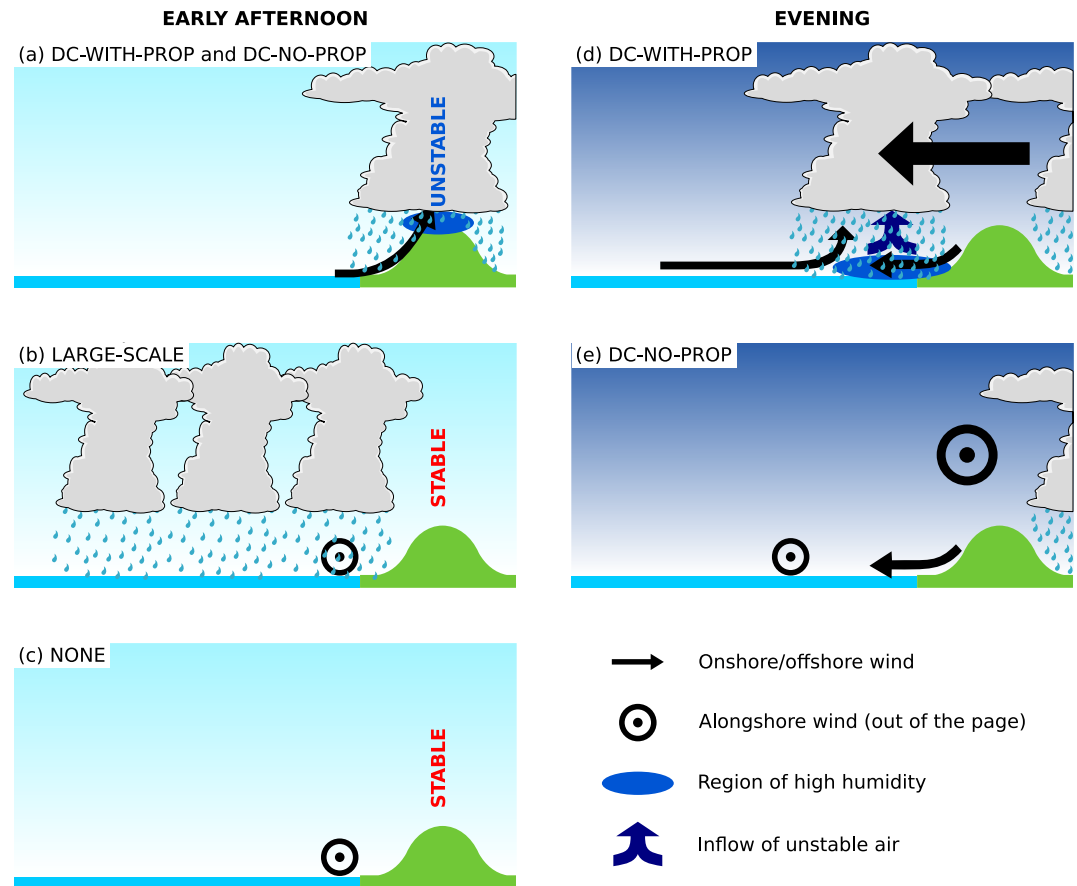 EARLY AFTERNOON
(a) DC-WITH-PROP and DC-NO-PROP
UNSTABLE
(b) LARGE-SCALE
STABLE
(c) NONE
STABLE
EVENING
(d) DC-WITH-PROP
(e) DC-NO-PROP
Onshore/offshore wind
Alongshore wind (out of the page)
Region of high humidity
Inflow of unstable air